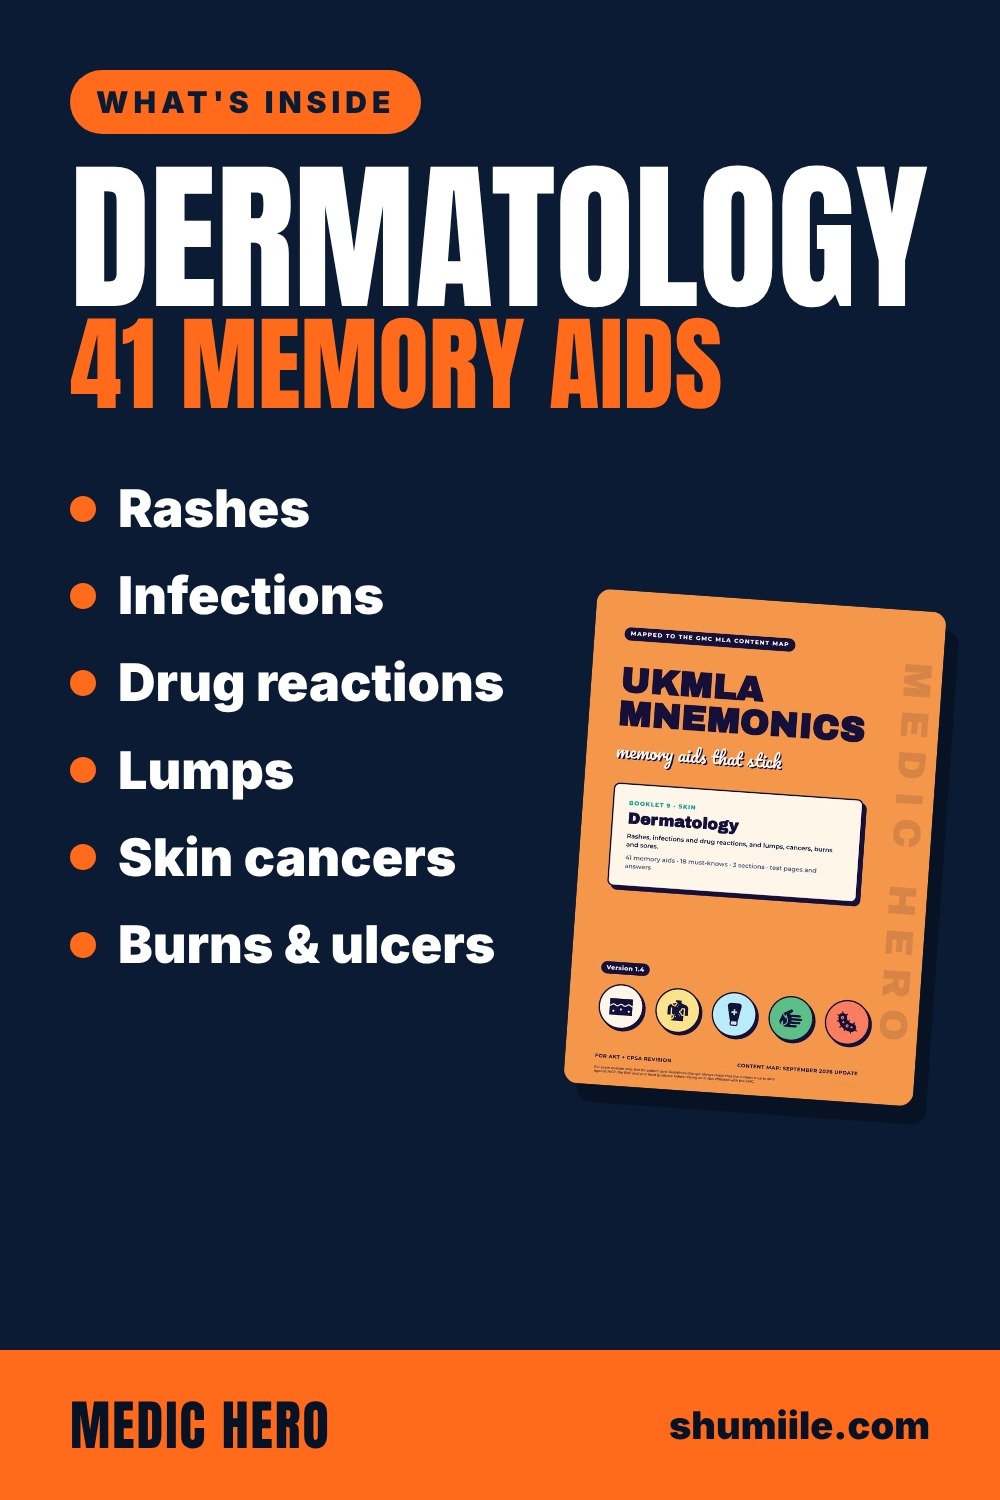 WHAT'S INSIDE
DERMATOLOGY
41 MEMORY AIDS
Rashes
Infections
Drug reactions
Lumps
Skin cancers
Burns & ulcers
MAPPED TO THE GMC MLA CONTENT MAP
UKMLA
MNEMONICS
memory aids that stick
BOOKLET 9 · SKIN
Dermatology
Rashes, infections and drug reactions, and lumps, cancers, burns
and sores.
41 memory aids · 18 must-knows · 3 sections · test pages and
answers
MEDIC HERO
Version 1.4
FOR AKT + CPSA REVISION
CONTENT MAP: SEPTEMBER 2026 UPDATE
MEDIC HERO
shumiile.com